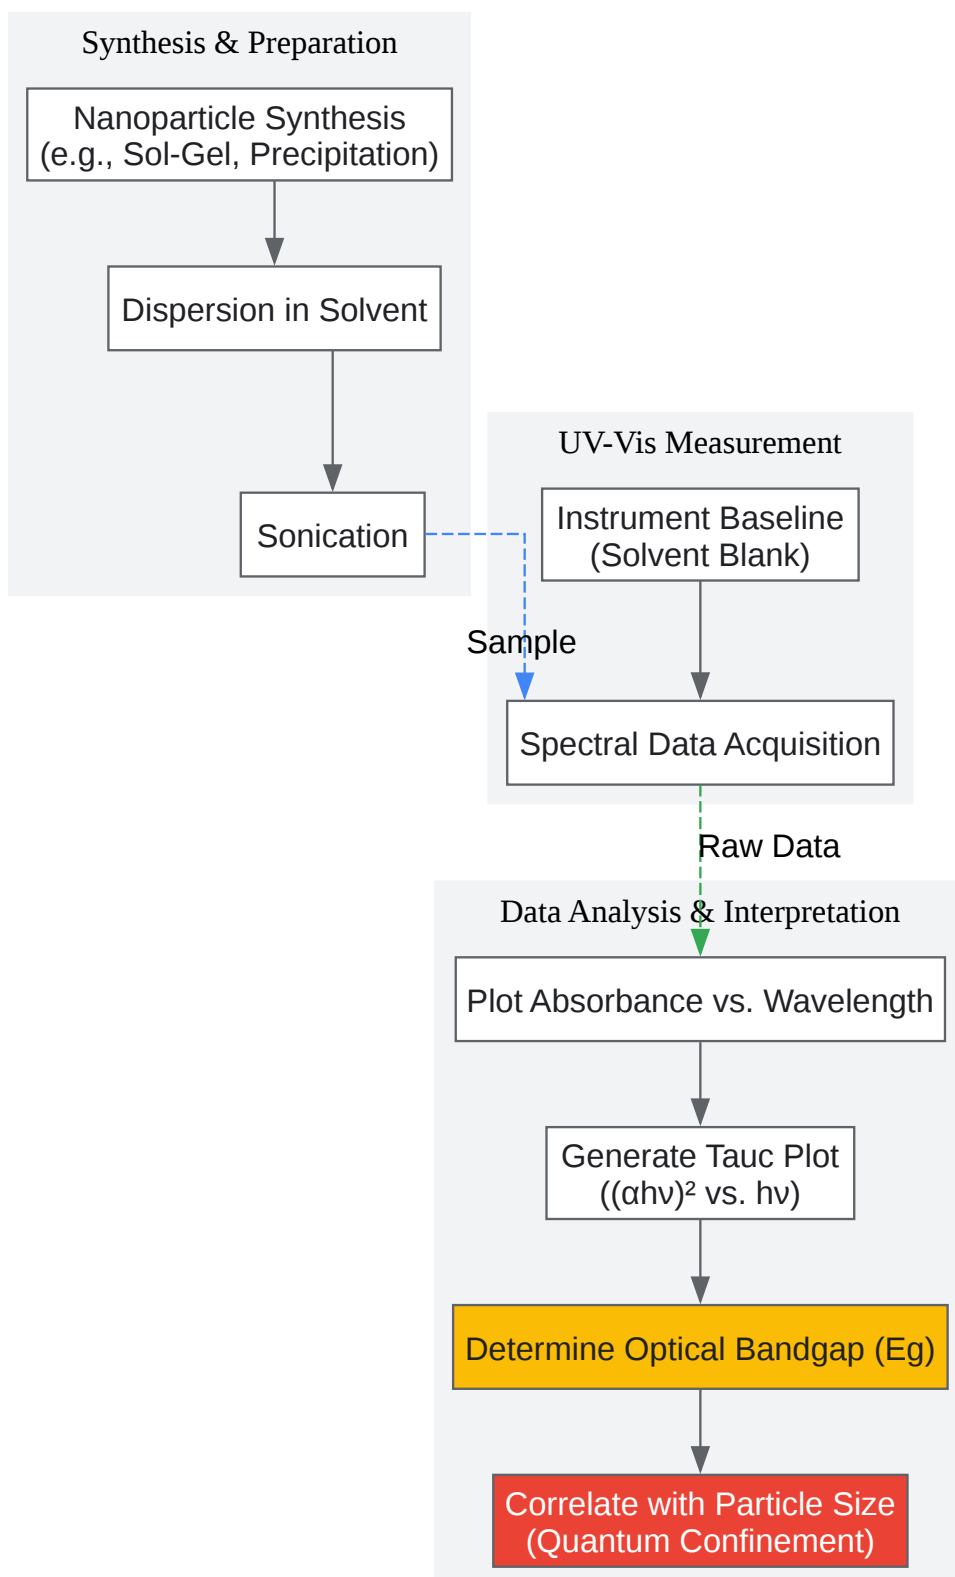 Synthesis & Preparation
Nanoparticle Synthesis
(e.g., Sol-Gel, Precipitation)
Dispersion in Solvent
Sonication
UV-Vis Measurement
Instrument Baseline
(Solvent Blank)
Sample
Spectral Data Acquisition
Raw Data
Data Analysis & Interpretation
Plot Absorbance vs. Wavelength
Generate Tauc Plot
((αhν)² vs. hν)
Determine Optical Bandgap (Eg)
Correlate with Particle Size
(Quantum Confinement)